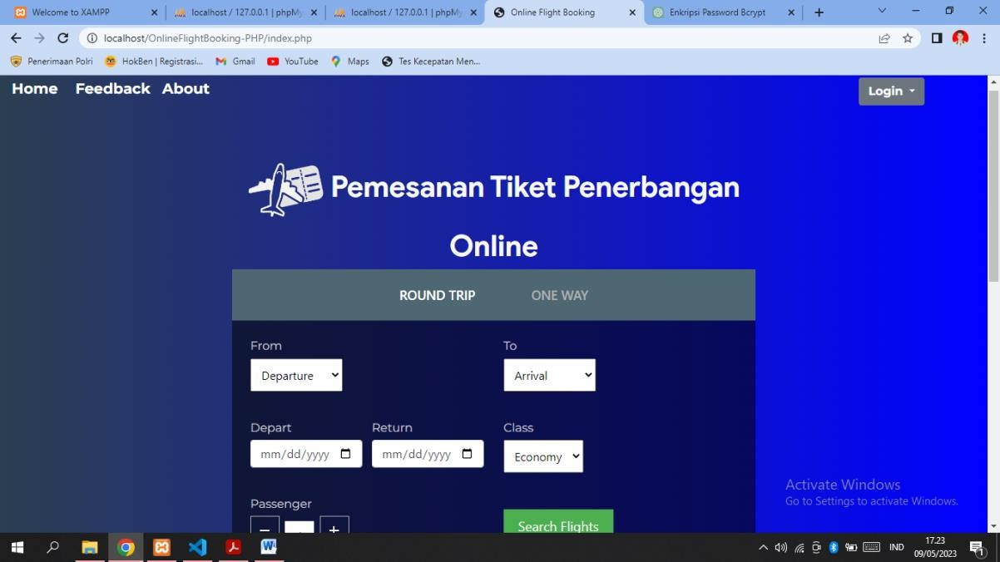 Welcome to XAMPP
localhost / 127.0.0.1 | phpMy
localhost / 127.0.0.1 | phpMy
Online Flight Booking
Enkripsi Password Bcrypt
localhost/OnlineFlightBooking-PHP/index.php
Penerimaan Polri
HokBen | Registrasi...
Gmail
YouTube
Maps
Tes Kecepatan Men...
Home Feedback About
Login
Pemesanan Tiket Penerbangan
Online
ROUND TRIP ONE WAY
From To
Departure Arrival
Depart Return Class
mm/dd/yyyy mm/dd/yyyy Economy
Passenger
Search Flights
Activate Windows
Go to Settings to activate Windows.
IND
17.23
09/05/2023
1